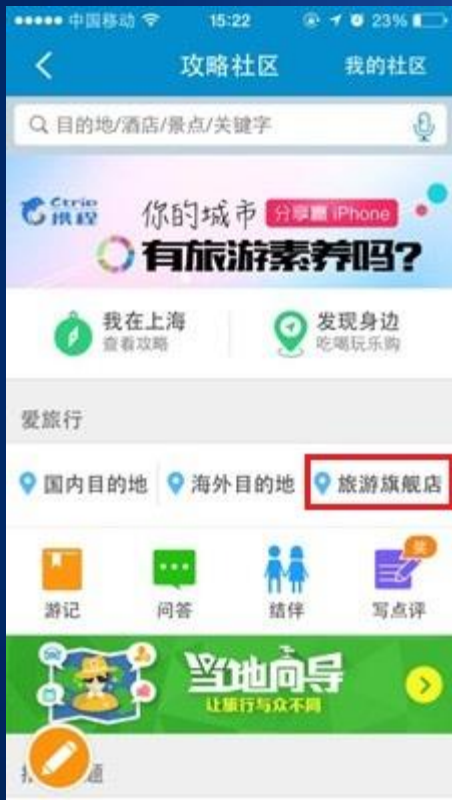 中国移动 15:22 23%
攻略社区 我的社区
目的地/酒店/景点/关键字
Ctrip 携程
你的城市 分享赢 iPhone
有旅游素养吗?
我在上海 发现身边
查看攻略 吃喝玩乐购
爱旅行
国内目的地 海外目的地 旅游旗舰店
奖
游记 问答 结伴 写点评
当地向导
让旅行与众不同
题